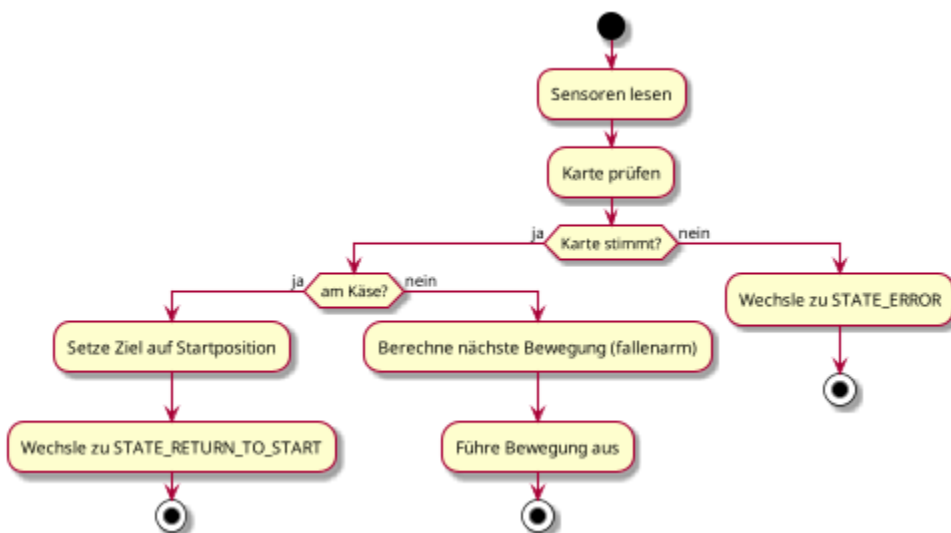 Sensoren lesen
Karte prüfen
ja
Karte stimmt?
nein
ja
am Käse?
nein
Wechsle zu STATE_ERROR
Setze Ziel auf Startposition
Berechne nächste Bewegung (fallenarm)
Wechsle zu STATE_RETURN_TO_START
Führe Bewegung aus